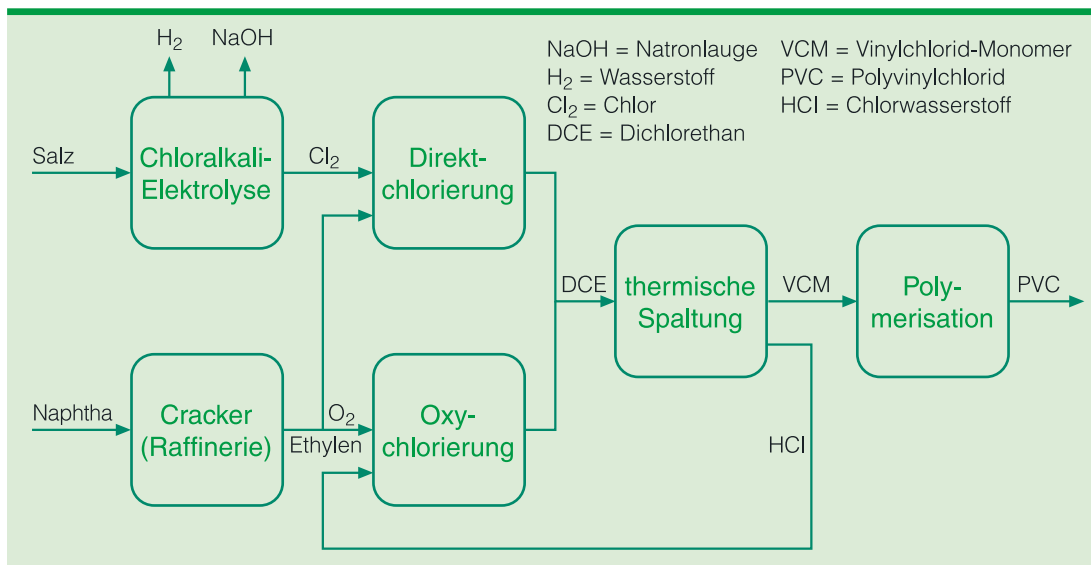 H₂ NaOH
NaOH = Natronlauge
H₂ = Wasserstoff
Cl₂ = Chlor
DCE = Dichlorethan
VCM = Vinylchlorid-Monomer
PVC = Polyvinylchlorid
HCl = Chlorwasserstoff
Salz
Chloralkali-
Elektrolyse
Cl₂
Direkt-
chlorierung
DCE
thermische
Spaltung
VCM
Poly-
merisation
PVC
Naphtha
Cracker
(Raffinerie)
O₂
Ethylen
Oxy-
chlorierung
HCl